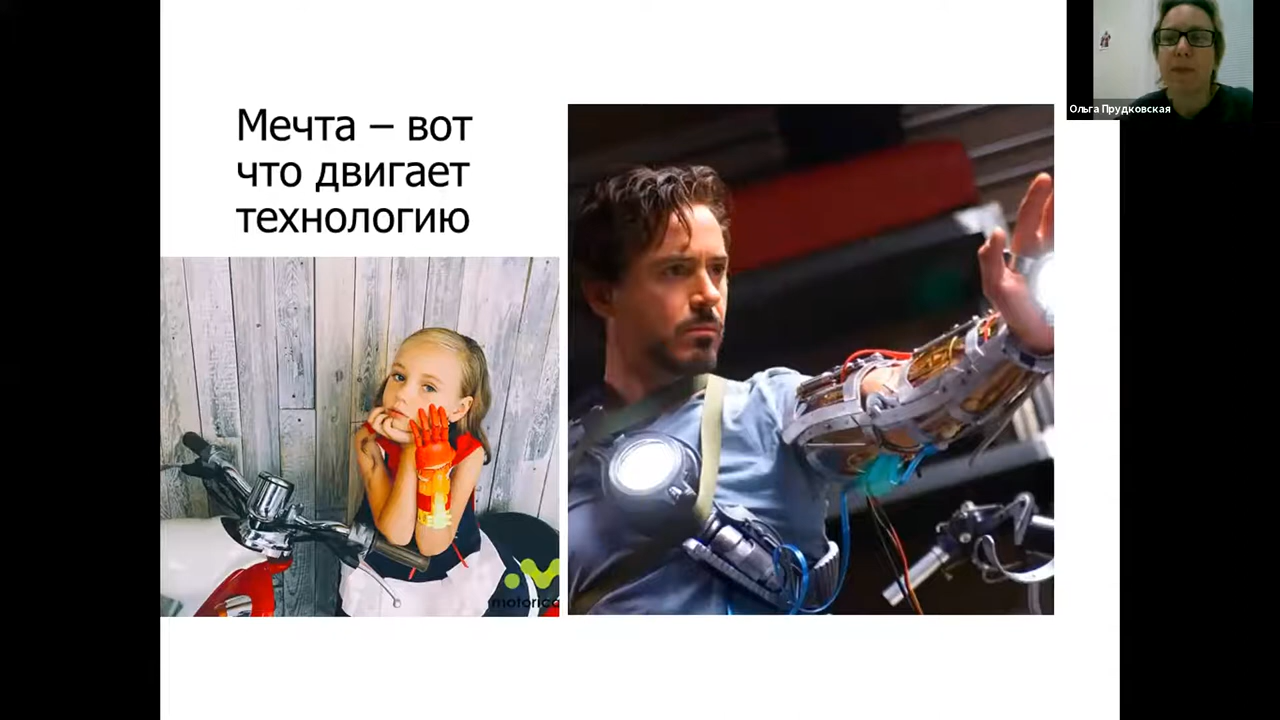 Мечта – вот
что двигает
технологию
Ольга Прудковская
motorica